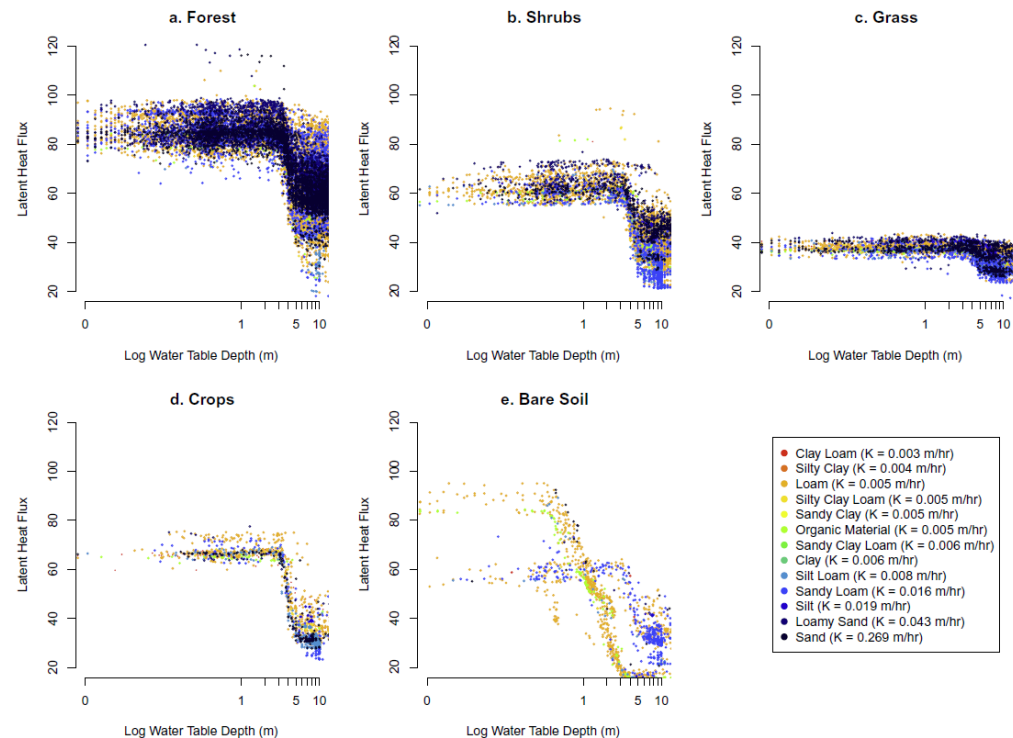 a. Forest
120
100
80
60
40
20
Latent Heat Flux
0
1
5
10
Log Water Table Depth (m)
b. Shrubs
120
100
80
60
40
20
Latent Heat Flux
0
1
5
10
Log Water Table Depth (m)
c. Grass
120
100
80
60
40
20
Latent Heat Flux
0
1
5
10
Log Water Table Depth (m)
d. Crops
120
100
80
60
40
20
Latent Heat Flux
0
1
5
10
Log Water Table Depth (m)
e. Bare Soil
120
100
80
60
40
20
Latent Heat Flux
0
1
5
10
Log Water Table Depth (m)
Clay Loam (K = 0.003 m/hr)
Silty Clay (K = 0.004 m/hr)
Loam (K = 0.005 m/hr)
Silty Clay Loam (K = 0.005 m/hr)
Sandy Clay (K = 0.005 m/hr)
Organic Material (K = 0.005 m/hr)
Sandy Clay Loam (K = 0.006 m/hr)
Clay (K = 0.006 m/hr)
Silt Loam (K = 0.008 m/hr)
Sandy Loam (K = 0.016 m/hr)
Silt (K = 0.019 m/hr)
Loamy Sand (K = 0.043 m/hr)
Sand (K = 0.269 m/hr)